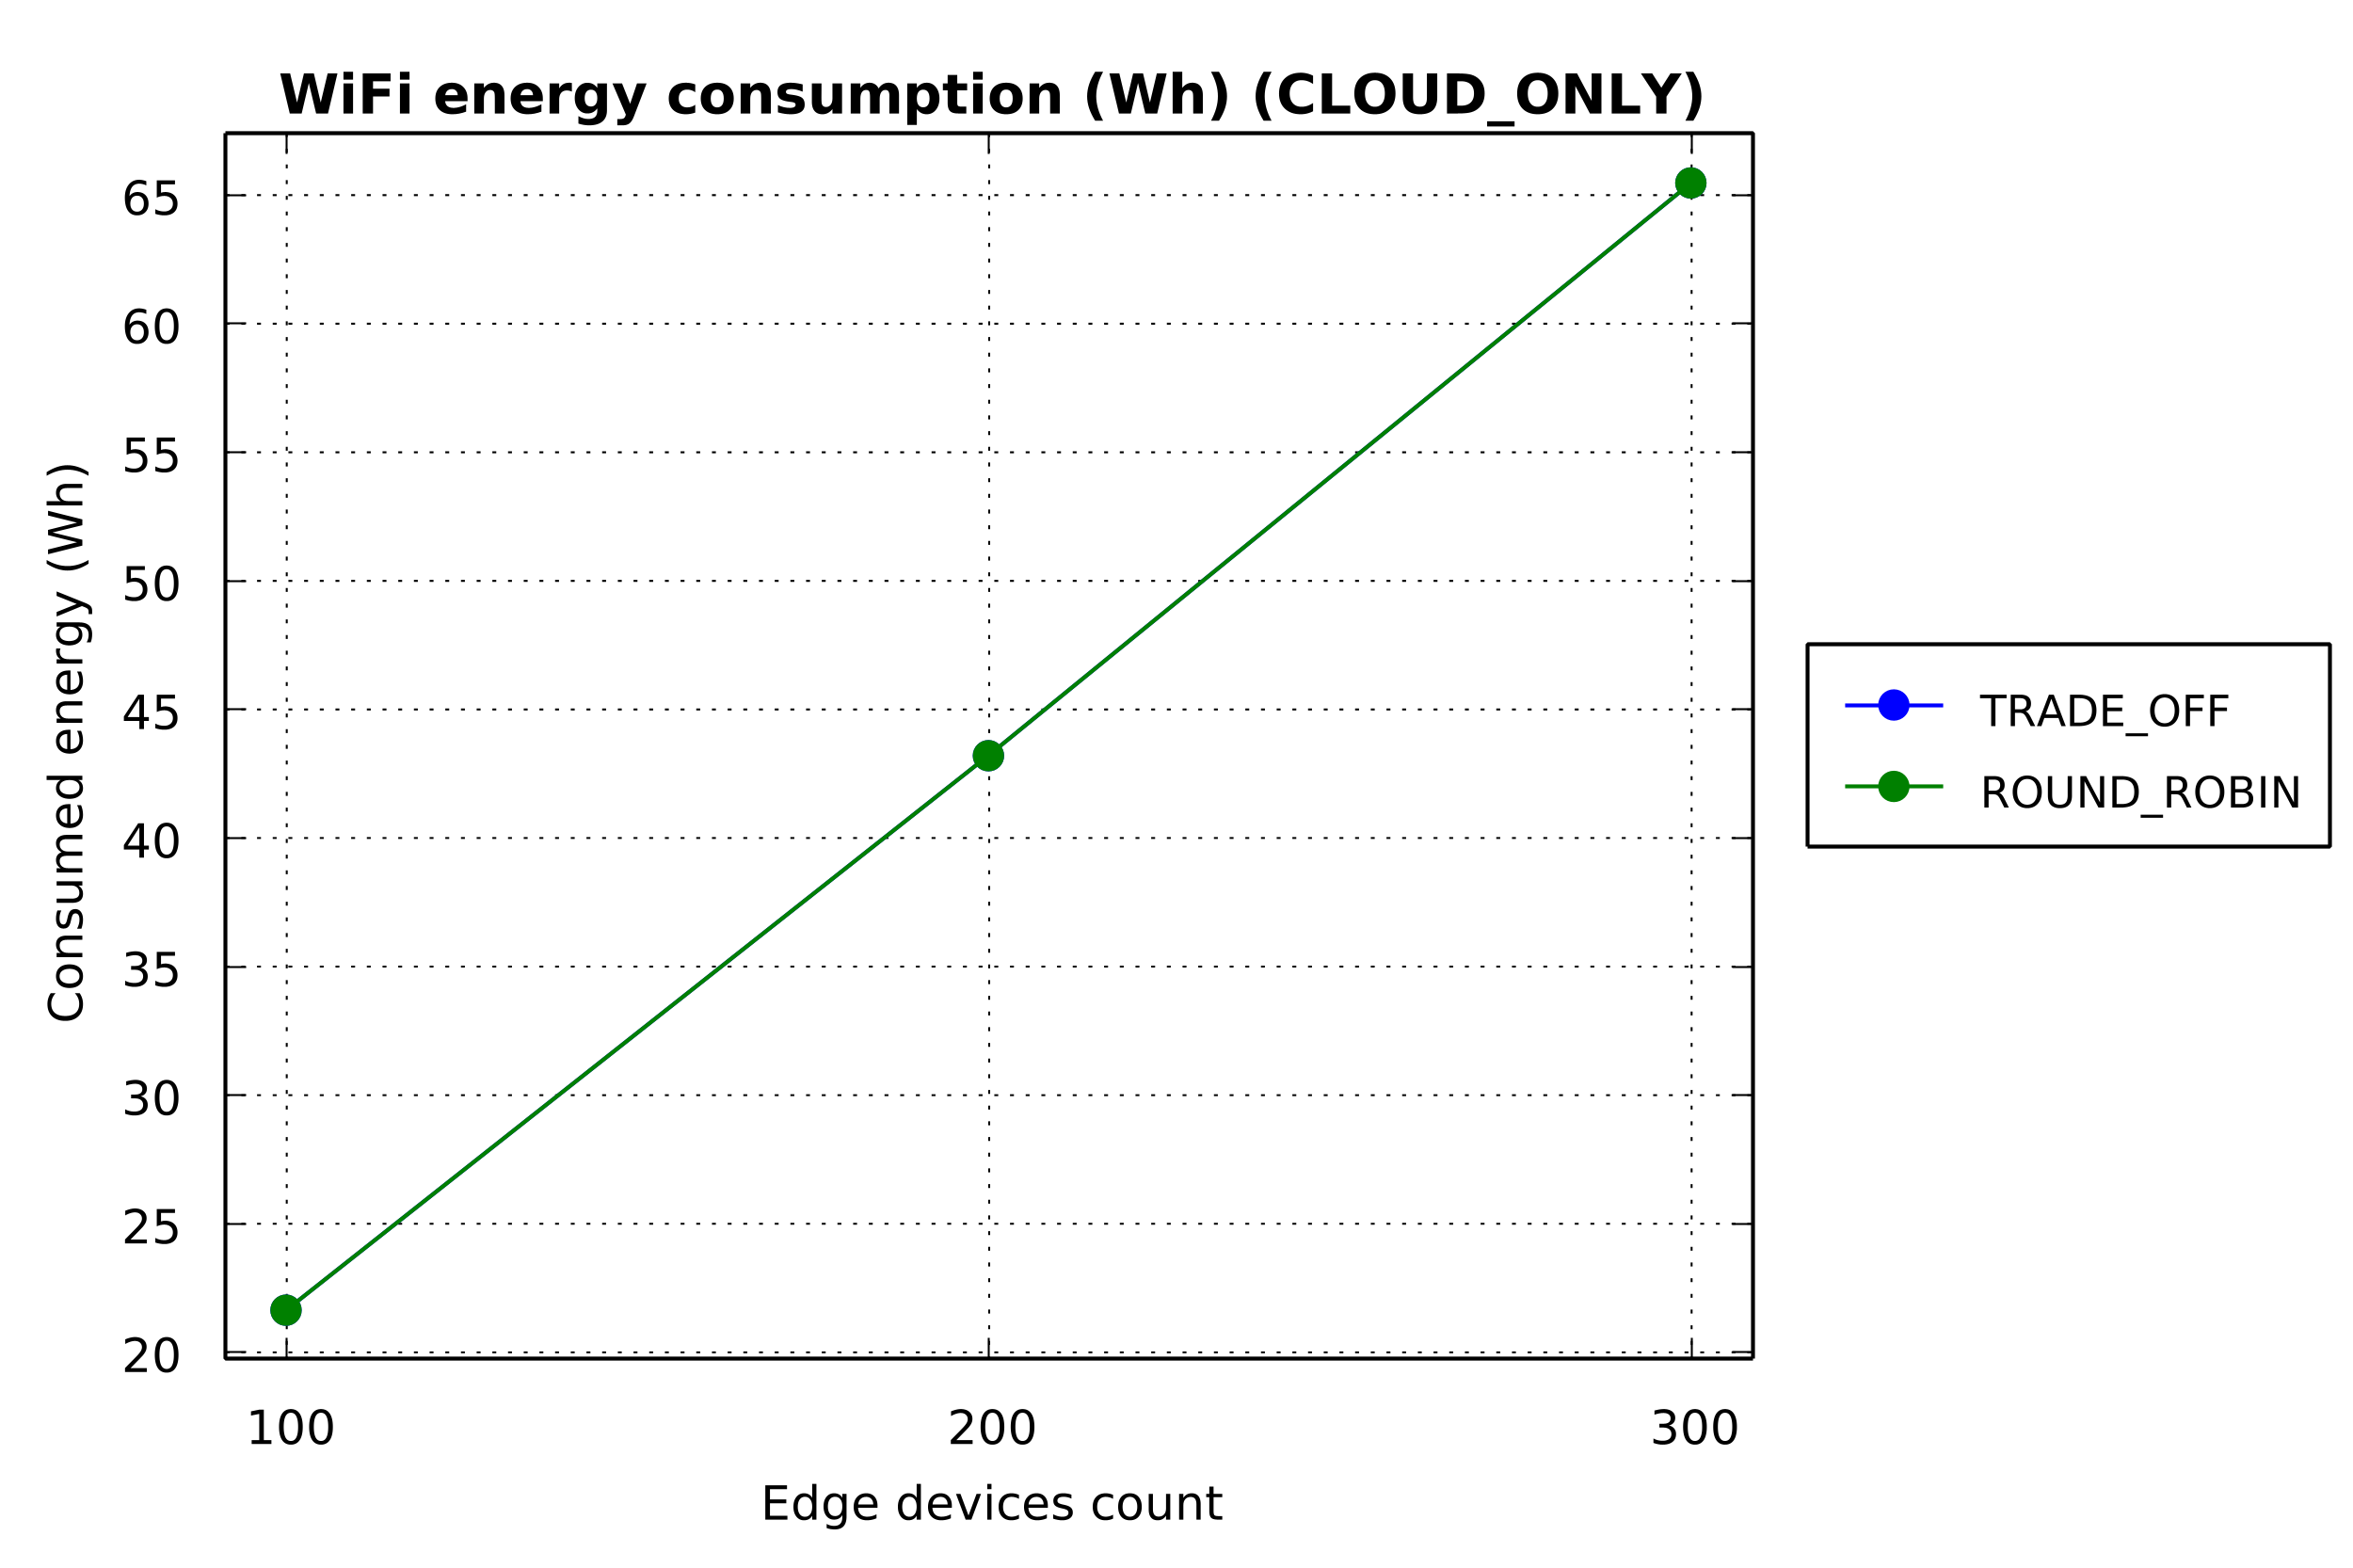 WiFi energy consumption (Wh) (CLOUD_ONLY)
65
60
55
50
45
40
35
30
25
20
Consumed energy (Wh)
100 200 300
Edge devices count
TRADE_OFF
ROUND_ROBIN